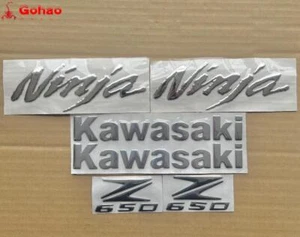 Gohao
Ninja Ninja
Kawasaki
Kawasaki
Z Z
650 650